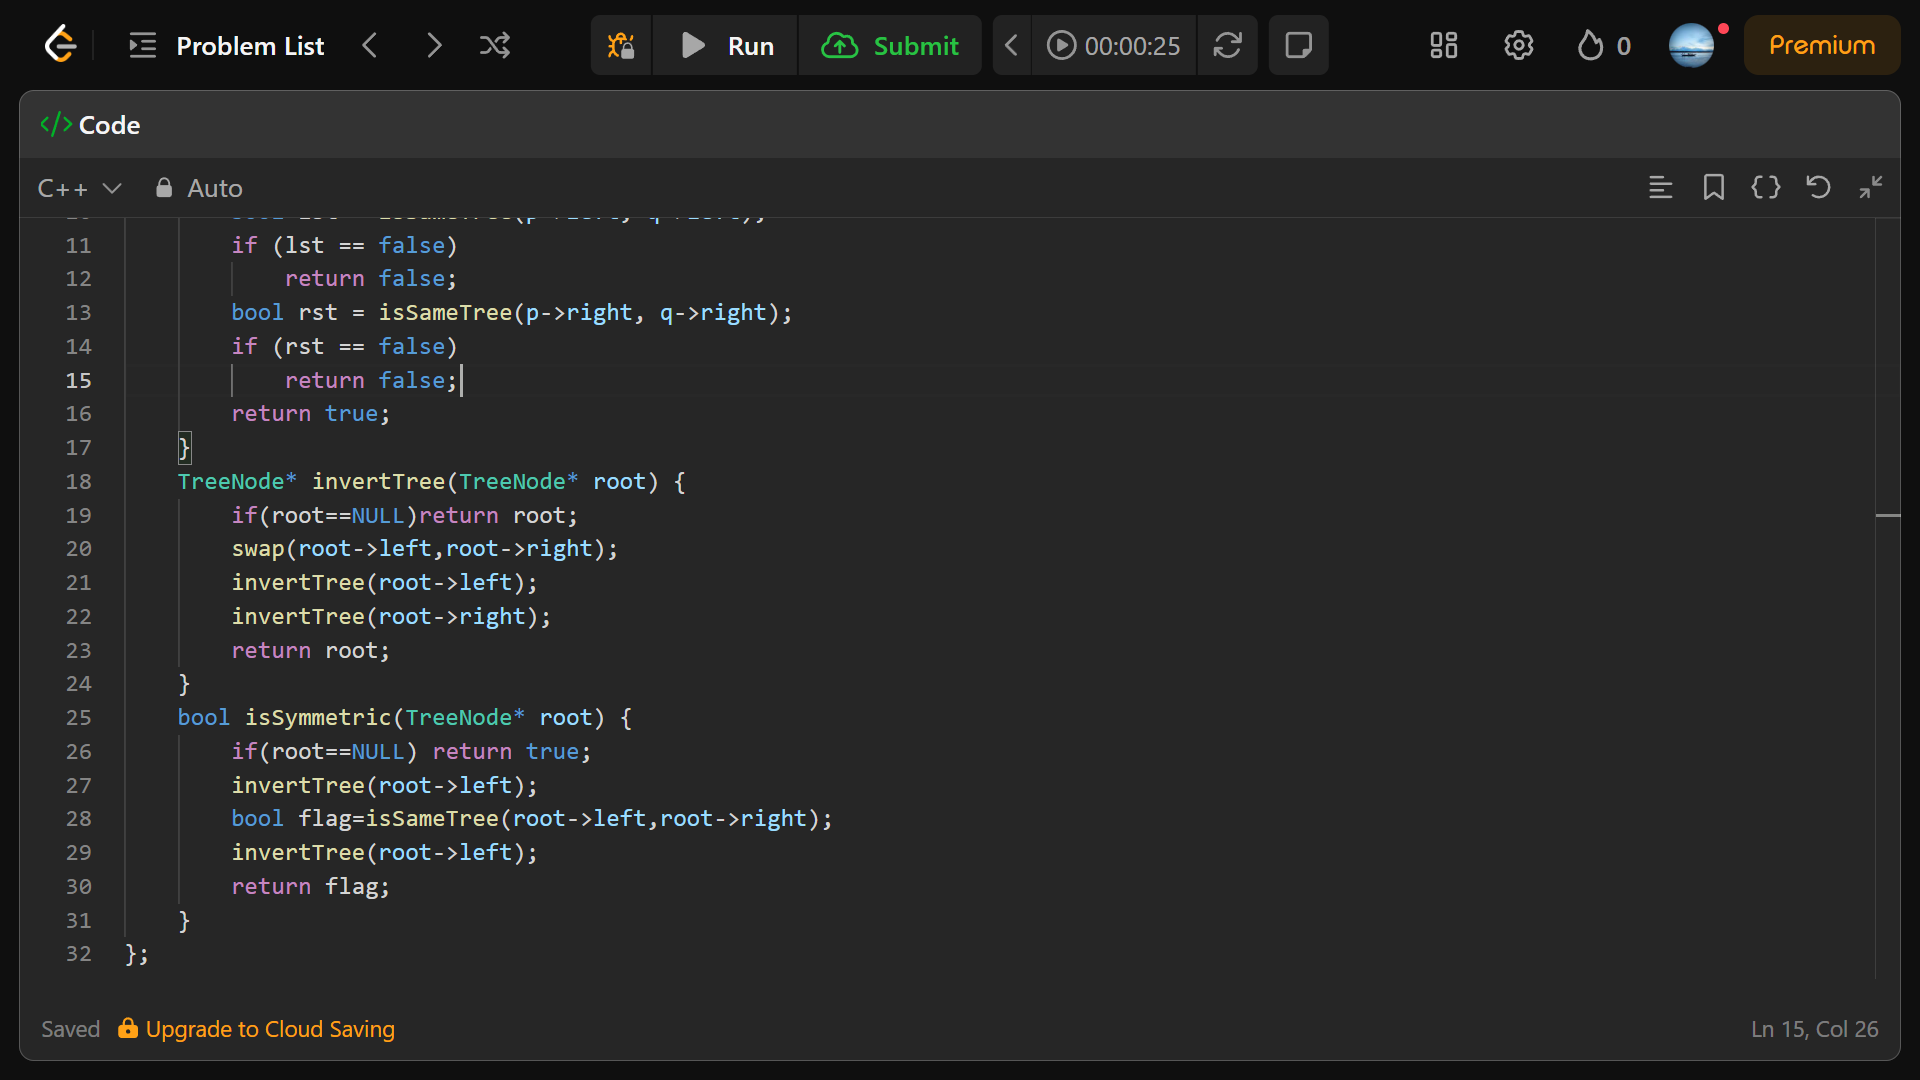 Problem List
Run
Submit
00:00:25
0
Premium
</> Code
C++
Auto
11 if (lst == false)
12 return false;
13 bool rst = isSameTree(p->right, q->right);
14 if (rst == false)
15 return false;
16 return true;
17 }
18 TreeNode* invertTree(TreeNode* root) {
19 if(root==NULL)return root;
20 swap(root->left,root->right);
21 invertTree(root->left);
22 invertTree(root->right);
23 return root;
24 }
25 bool isSymmetric(TreeNode* root) {
26 if(root==NULL) return true;
27 invertTree(root->left);
28 bool flag=isSameTree(root->left,root->right);
29 invertTree(root->left);
30 return flag;
31 }
32 };
Saved
Upgrade to Cloud Saving
Ln 15, Col 26